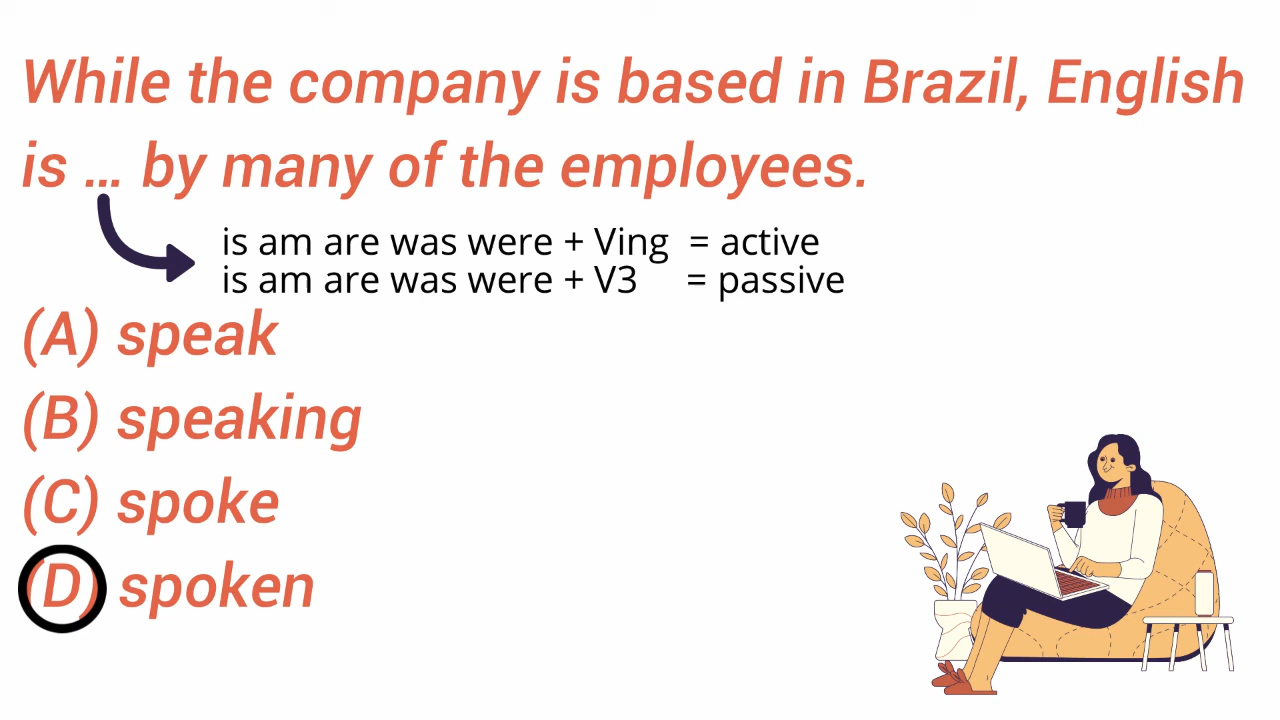 While the company is based in Brazil, English
is ... by many of the employees.
is am are was were + Ving = active
is am are was were + V3 = passive
(A) speak
(B) speaking
(C) spoke
(D) spoken